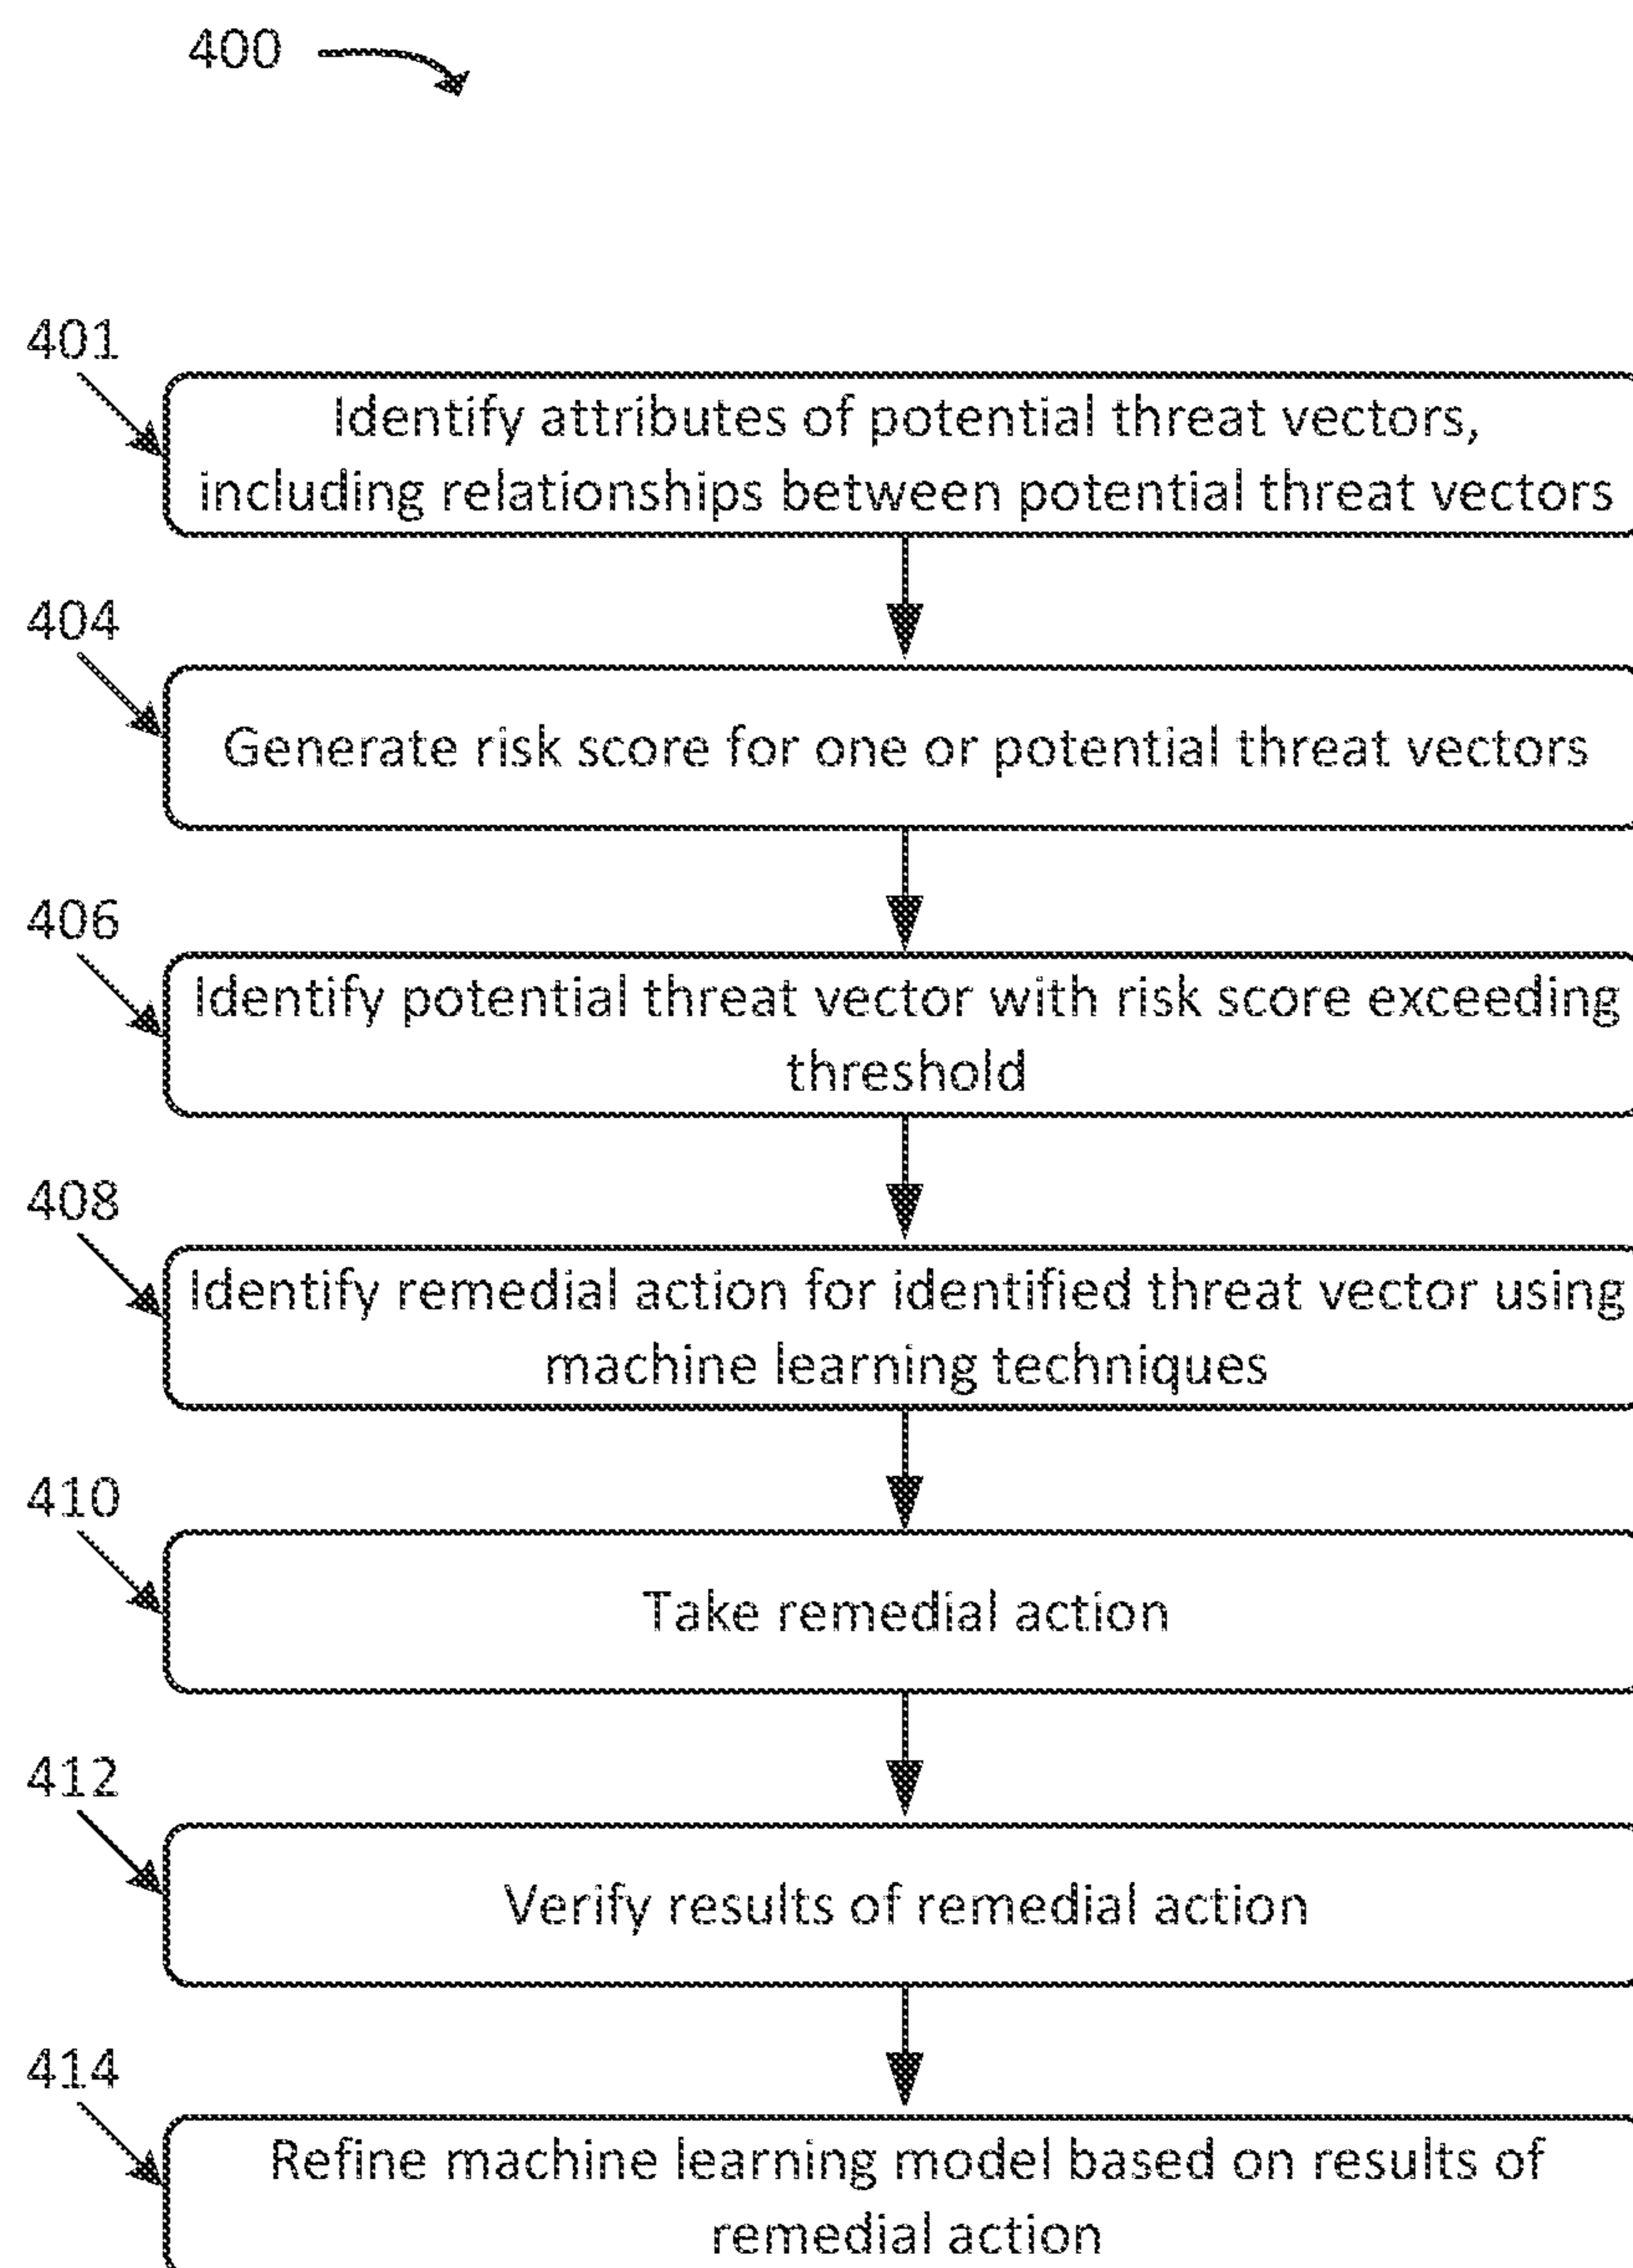 400
401
Identify attributes of potential threat vectors,
including relationships between potential threat vectors
404
Generate risk score for one or potential threat vectors
406
Identify potential threat vector with risk score exceeding
threshold
408
Identify remedial action for identified threat vector using
machine learning techniques
410
Take remedial action
412
Verify results of remedial action
414
Refine machine learning model based on results of
remedial action